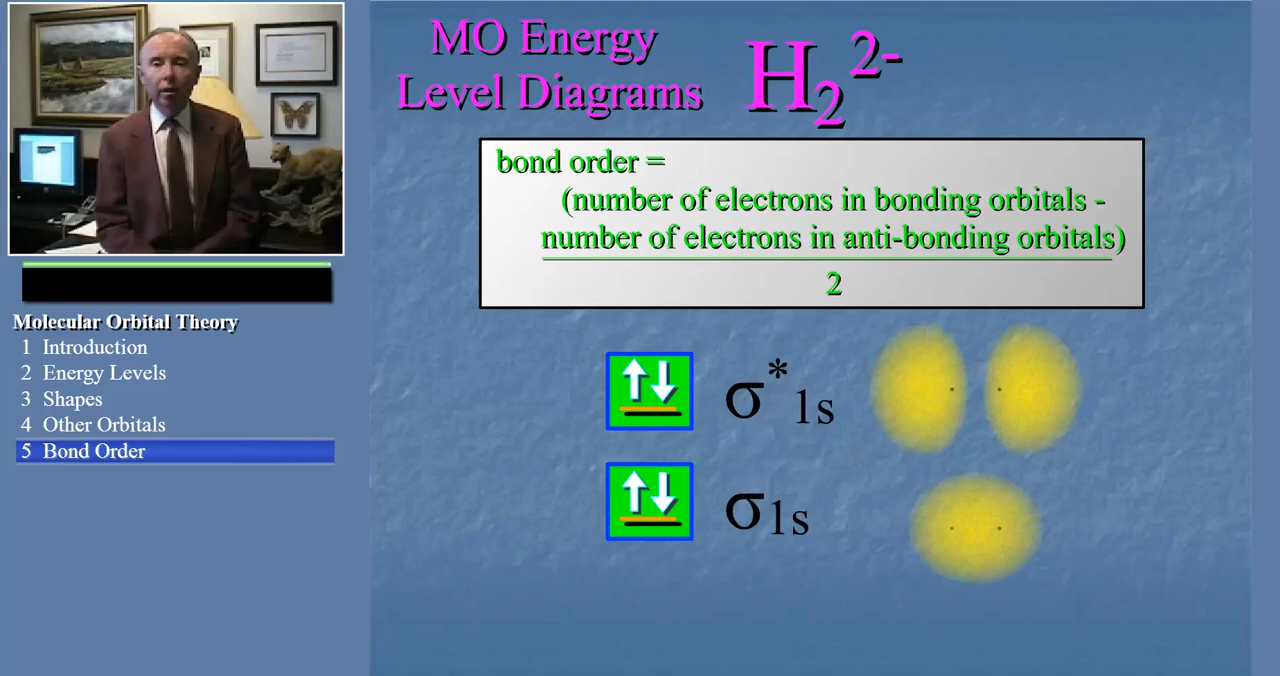 MO Energy
Level Diagrams
H₂²⁻
bond order =
(number of electrons in bonding orbitals -
number of electrons in anti-bonding orbitals)
2
↑↓ σ*1s
↑↓ σ1s
Molecular Orbital Theory
1 Introduction
2 Energy Levels
3 Shapes
4 Other Orbitals
5 Bond Order